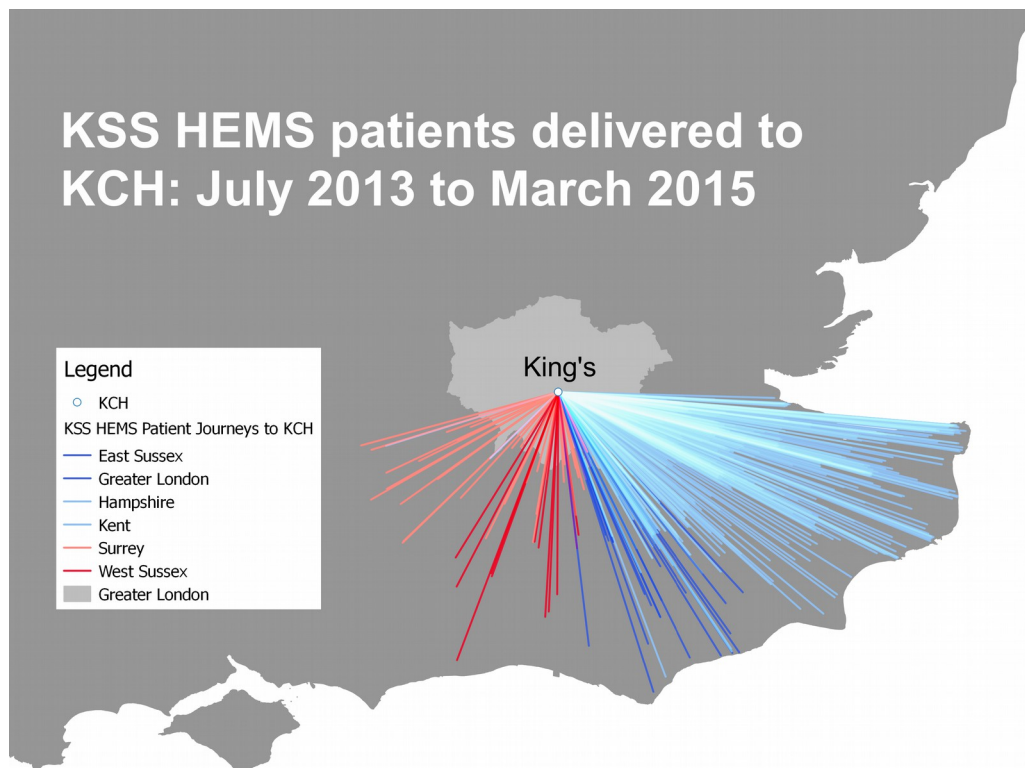 KSS HEMS patients delivered to
KCH: July 2013 to March 2015
King's
Legend
KCH
KSS HEMS Patient Journeys to KCH
East Sussex
Greater London
Hampshire
Kent
Surrey
West Sussex
Greater London